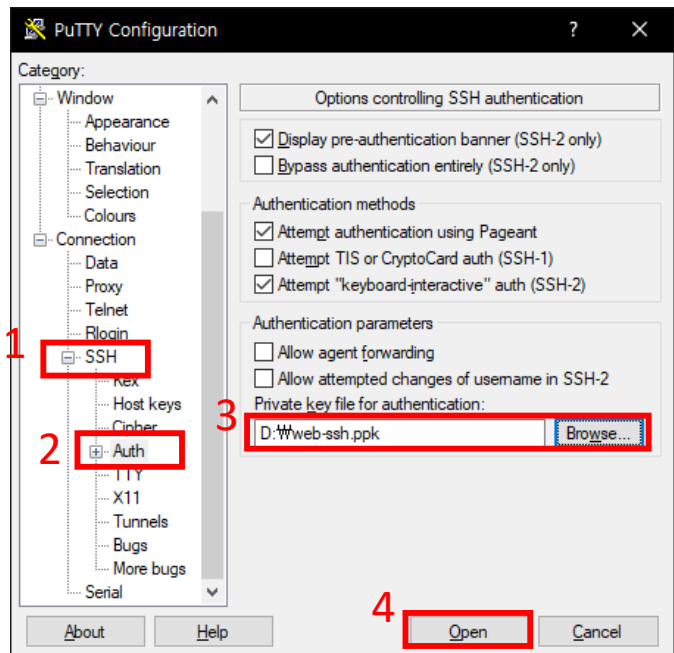 PuTTY Configuration ? ×
Category:
Window
Appearance
Behaviour
Translation
Selection
Colours
Connection
Data
Proxy
Telnet
Rlogin
1
SSH
Kex
Host keys
Cipher
2
Auth
TTY
X11
Tunnels
Bugs
More bugs
Serial
Options controlling SSH authentication
Display pre-authentication banner (SSH-2 only)
Bypass authentication entirely (SSH-2 only)
Authentication methods
Attempt authentication using Pageant
Attempt TIS or CryptoCard auth (SSH-1)
Attempt "keyboard-interactive" auth (SSH-2)
Authentication parameters
Allow agent forwarding
Allow attempted changes of username in SSH-2
Private key file for authentication:
3
D:₩web-ssh.ppk Browse...
4
About Help Open Cancel